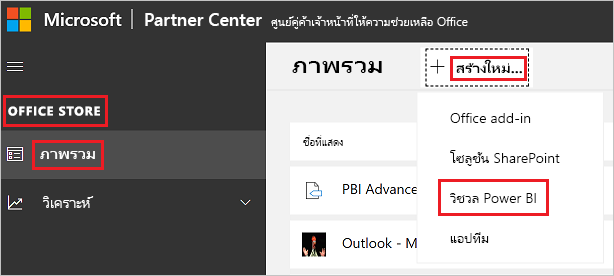 Microsoft Partner Center ศูนย์คู่ค้าเจ้าหน้าที่ให้ความช่วยเหลือ Office
ภาพรวม
สร้างใหม่...
OFFICE STORE
ภาพรวม
วิเคราะห์
Office add-in
โซลูชัน SharePoint
วิชวล Power BI
แอปทีม
ชื่อที่แสดง
PBI Advance
Outlook - M